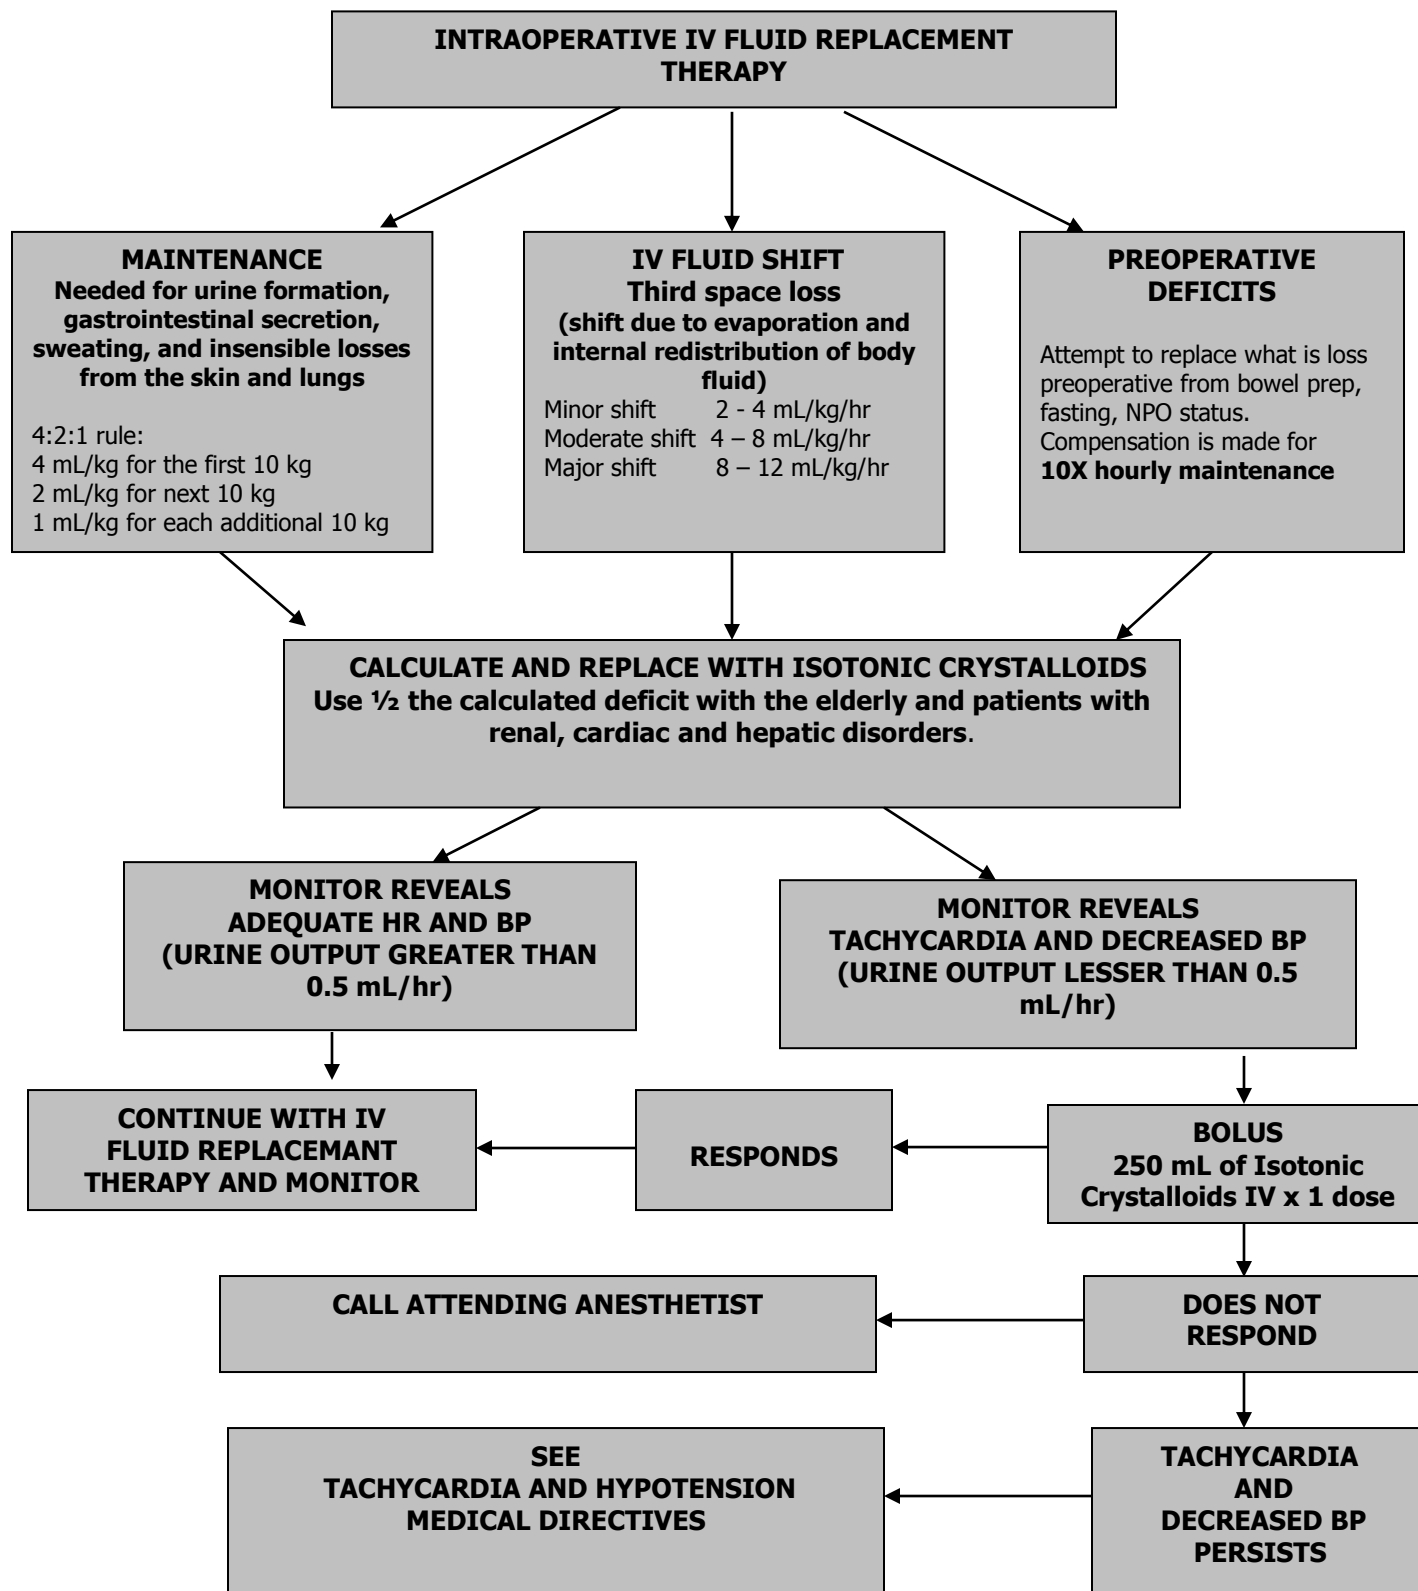 INTRAOPERATIVE IV FLUID REPLACEMENT
THERAPY
MAINTENANCE
Needed for urine formation,
gastrointestinal secretion,
sweating, and insensible losses
from the skin and lungs
4:2:1 rule:
4 mL/kg for the first 10 kg
2 mL/kg for next 10 kg
1 mL/kg for each additional 10 kg
IV FLUID SHIFT
Third space loss
(shift due to evaporation and
internal redistribution of body
fluid)
Minor shift 2 - 4 mL/kg/hr
Moderate shift 4 – 8 mL/kg/hr
Major shift 8 – 12 mL/kg/hr
PREOPERATIVE
DEFICITS
Attempt to replace what is loss
preoperative from bowel prep,
fasting, NPO status.
Compensation is made for
10X hourly maintenance
CALCULATE AND REPLACE WITH ISOTONIC CRYSTALLOIDS
Use ½ the calculated deficit with the elderly and patients with
renal, cardiac and hepatic disorders.
MONITOR REVEALS
ADEQUATE HR AND BP
(URINE OUTPUT GREATER THAN
0.5 mL/hr)
MONITOR REVEALS
TACHYCARDIA AND DECREASED BP
(URINE OUTPUT LESSER THAN 0.5
mL/hr)
CONTINUE WITH IV
FLUID REPLACEMANT
THERAPY AND MONITOR
RESPONDS
BOLUS
250 mL of Isotonic
Crystalloids IV x 1 dose
CALL ATTENDING ANESTHETIST
DOES NOT
RESPOND
SEE
TACHYCARDIA AND HYPOTENSION
MEDICAL DIRECTIVES
TACHYCARDIA
AND
DECREASED BP
PERSISTS